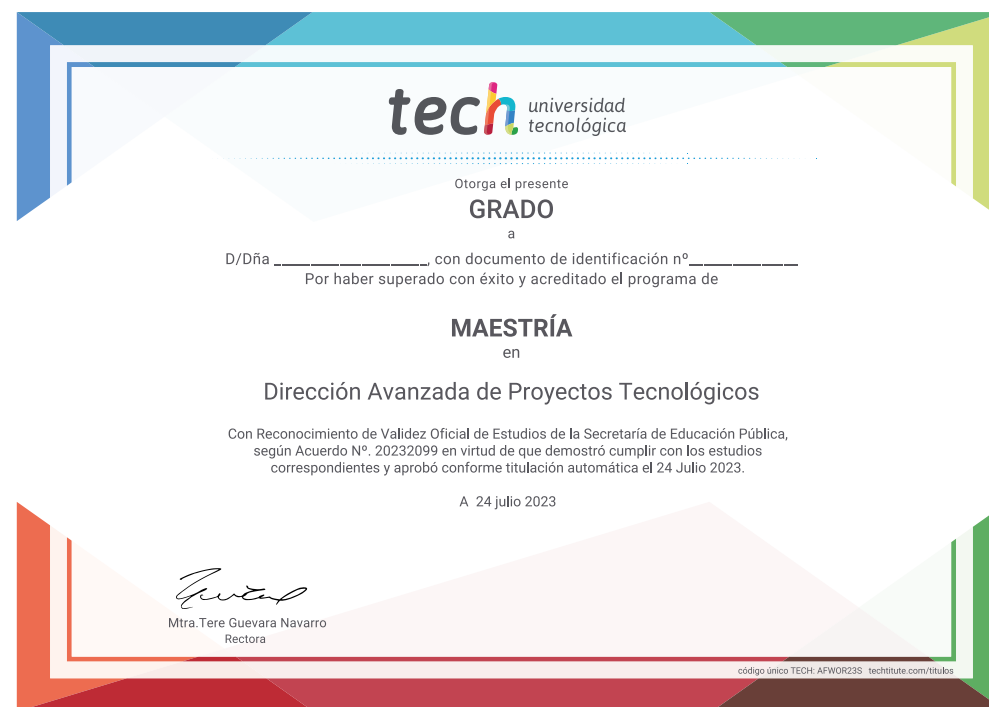 tech universidad
tecnológica
Otorga el presente
GRADO
a
D/Dña ____________________, con documento de identificación nº______________
Por haber superado con éxito y acreditado el programa de
MAESTRÍA
en
Dirección Avanzada de Proyectos Tecnológicos
Con Reconocimiento de Validez Oficial de Estudios de la Secretaría de Educación Pública,
según Acuerdo Nº. 20232099 en virtud de que demostró cumplir con los estudios
correspondientes y aprobó conforme titulación automática el 24 Julio 2023.
A 24 julio 2023
Mtra.Tere Guevara Navarro
Rectora
código único TECH: AFWOR23S techtitute.com/titulos